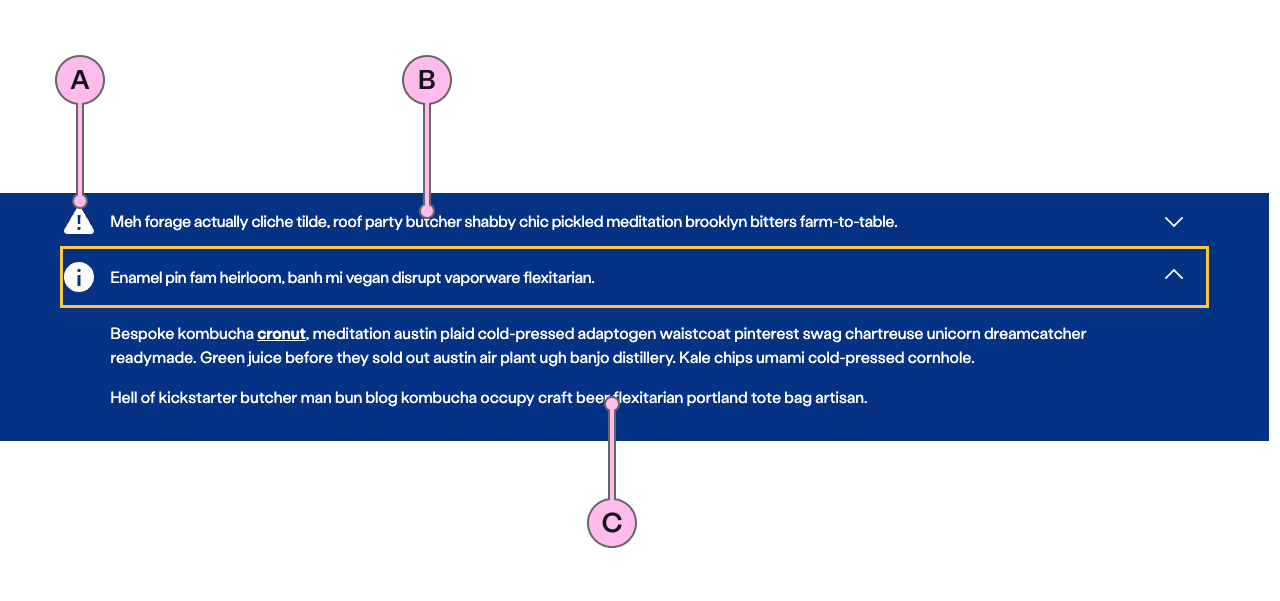 A
B
Meh forage actually cliche tilde, roof party butcher shabby chic pickled meditation brooklyn bitters farm-to-table.
Enamel pin fam heirloom, banh mi vegan disrupt vaporware flexitarian.
Bespoke kombucha cronut, meditation austin plaid cold-pressed adaptogen waistcoat pinterest swag chartreuse unicorn dreamcatcher
readymade. Green juice before they sold out austin air plant ugh banjo distillery. Kale chips umami cold-pressed cornhole.
Hell of kickstarter butcher man bun blog kombucha occupy craft beer flexitarian portland tote bag artisan.
C